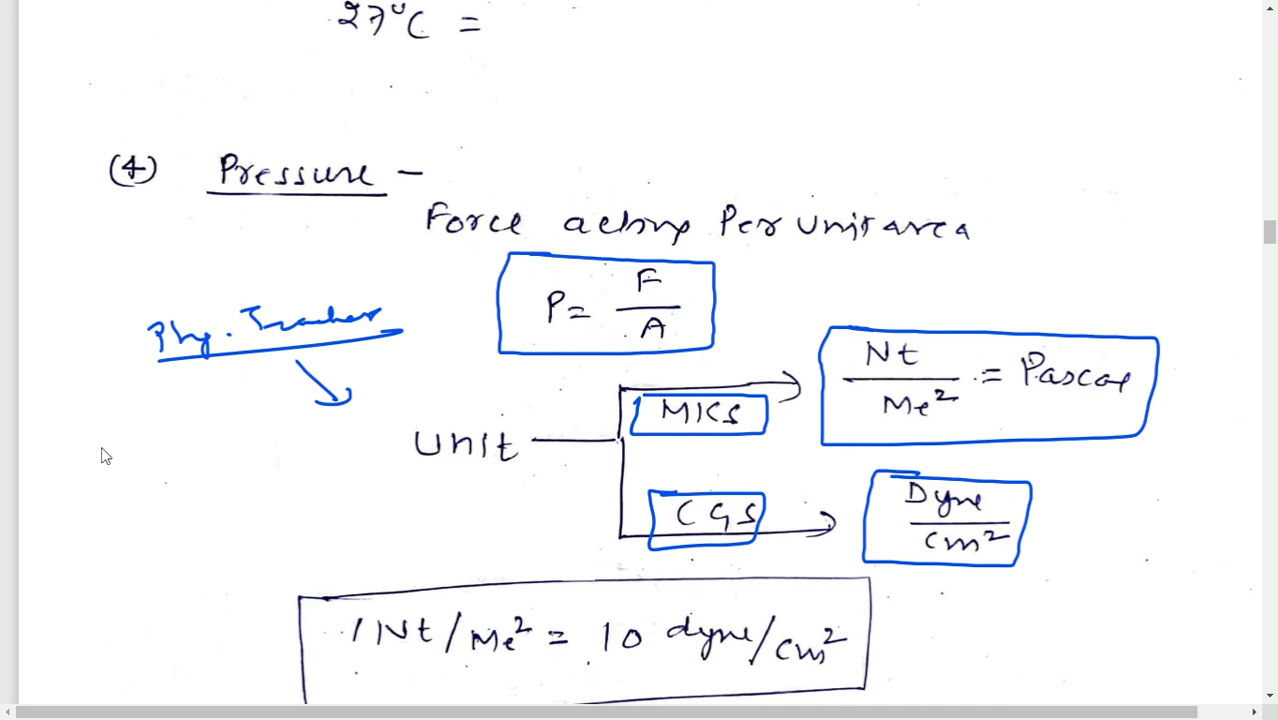 27°C =
(4) Pressure -
Force acting Per unit area
P = F / A
Phy. Teacher
Nt / Me² = Pascal
MKS
Unit
CGS
Dyne / cm²
1 Nt/Me² = 10 dyne/cm²